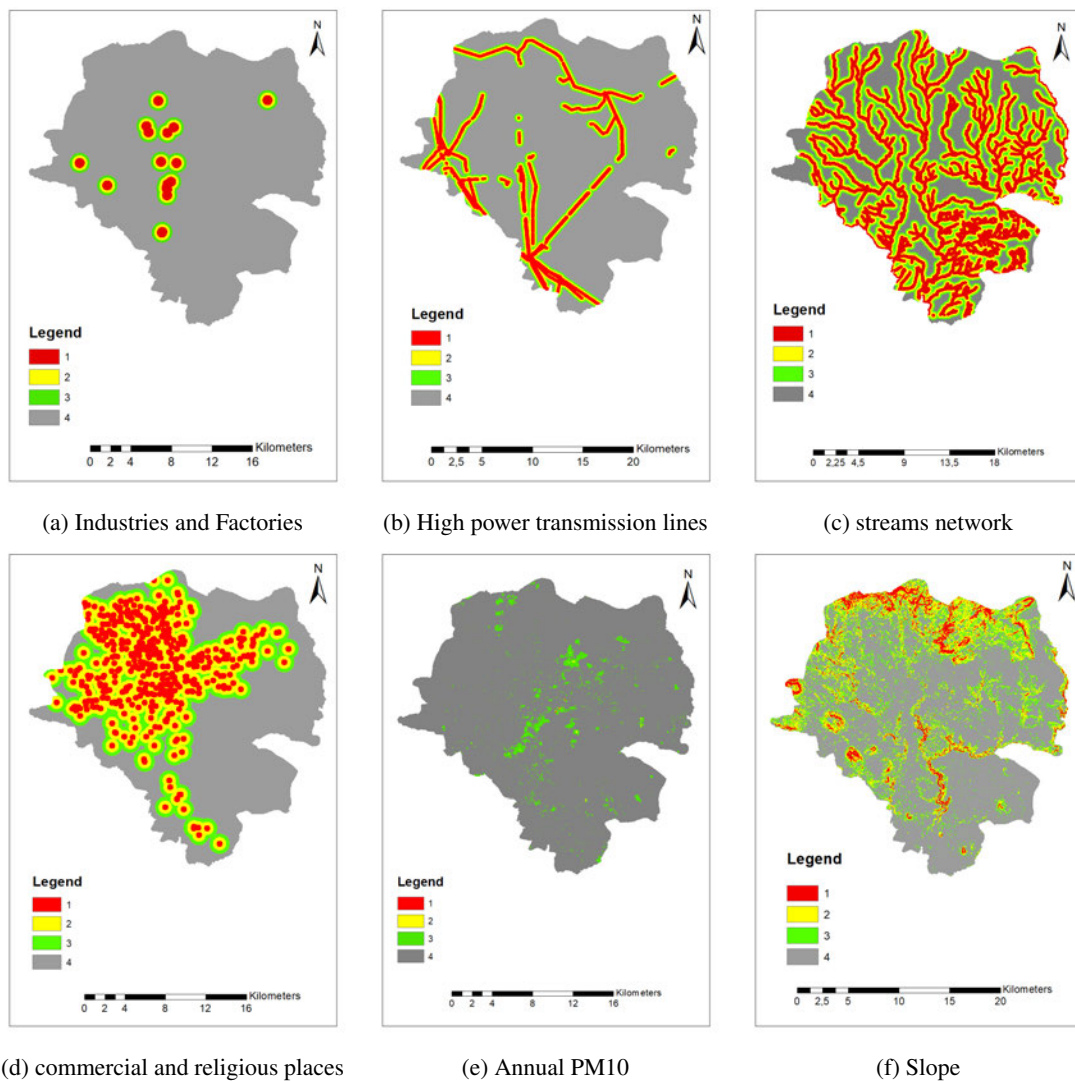 N
Legend
1
2
3
4
Kilometers
0 2 4 8 12 16
(a) Industries and Factories
N
Legend
1
2
3
4
Kilometers
0 2,5 5 10 15 20
(b) High power transmission lines
N
Legend
1
2
3
4
Kilometers
0 2,25 4,5 9 13,5 18
(c) streams network
N
Legend
1
2
3
4
Kilometers
0 2 4 8 12 16
(d) commercial and religious places
N
Legend
1
2
3
4
Kilometers
0 2 4 8 12 16
(e) Annual PM10
N
Legend
1
2
3
4
Kilometers
0 2,5 5 10 15 20
(f) Slope